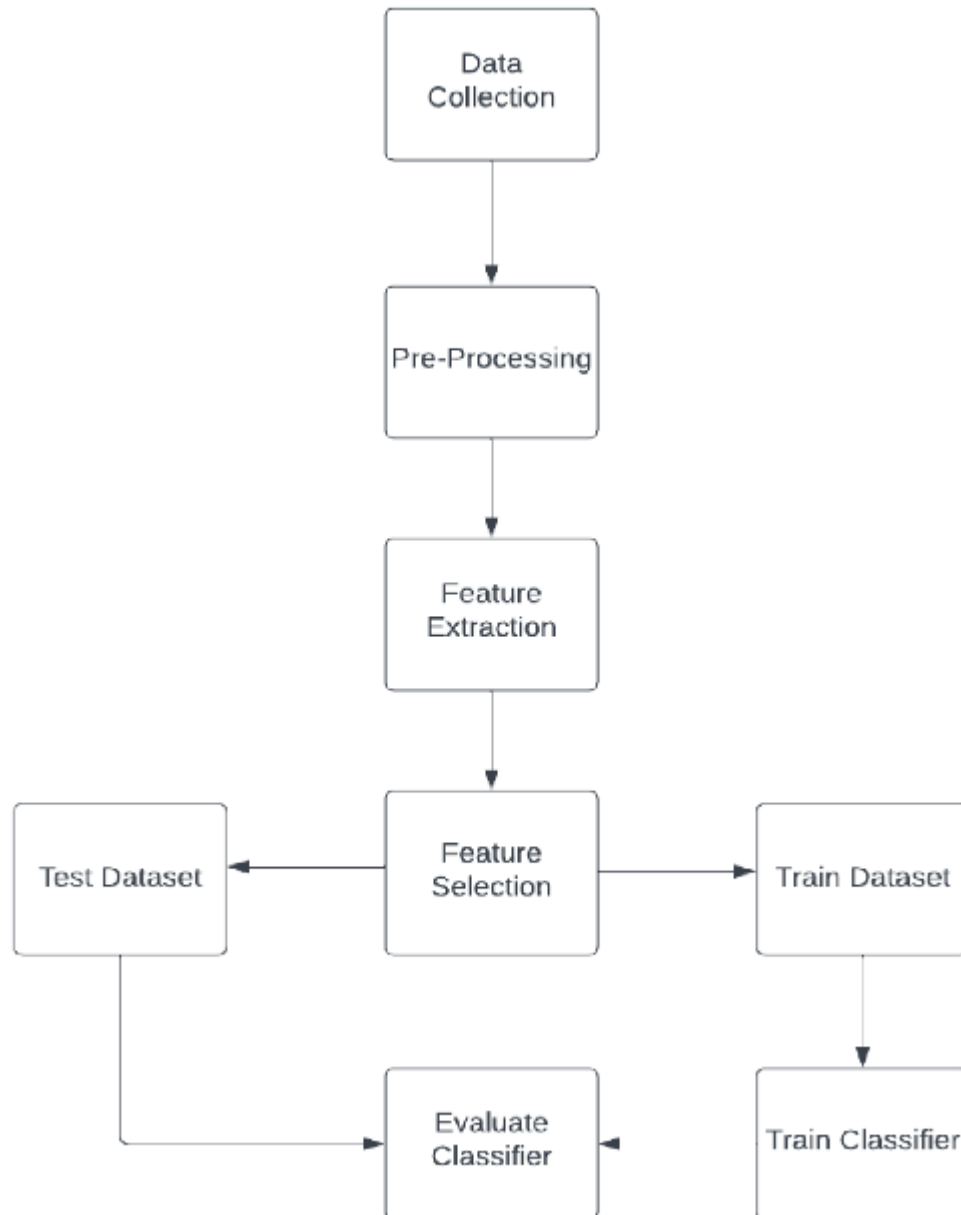 Data
Collection
Pre-Processing
Feature
Extraction
Feature
Selection
Test Dataset
Train Dataset
Evaluate
Classifier
Train Classifier